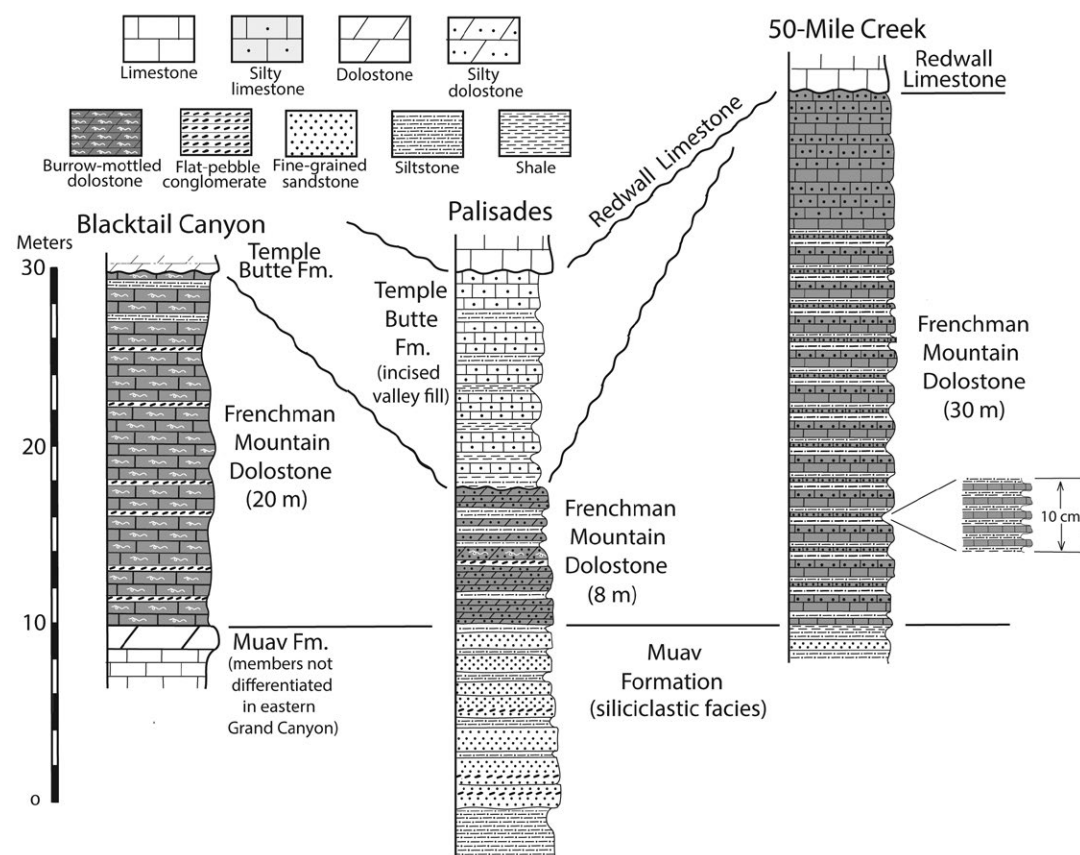 Limestone
Silty
limestone
Dolostone
Silty
dolostone
Burrow-mottled
dolostone
Flat-pebble
conglomerate
Fine-grained
sandstone
Siltstone
Shale
50-Mile Creek
Redwall
Limestone
Redwall Limestone
Blacktail Canyon
Palisades
Meters
30
20
10
0
Temple
Butte Fm.
Frenchman
Mountain
Dolostone
(20 m)
Muav Fm.
(members not
differentiated
in eastern
Grand Canyon)
Temple
Butte
Fm.
(incised
valley fill)
Frenchman
Mountain
Dolostone
(8 m)
Muav
Formation
(siliciclastic facies)
Frenchman
Mountain
Dolostone
(30 m)
10 cm